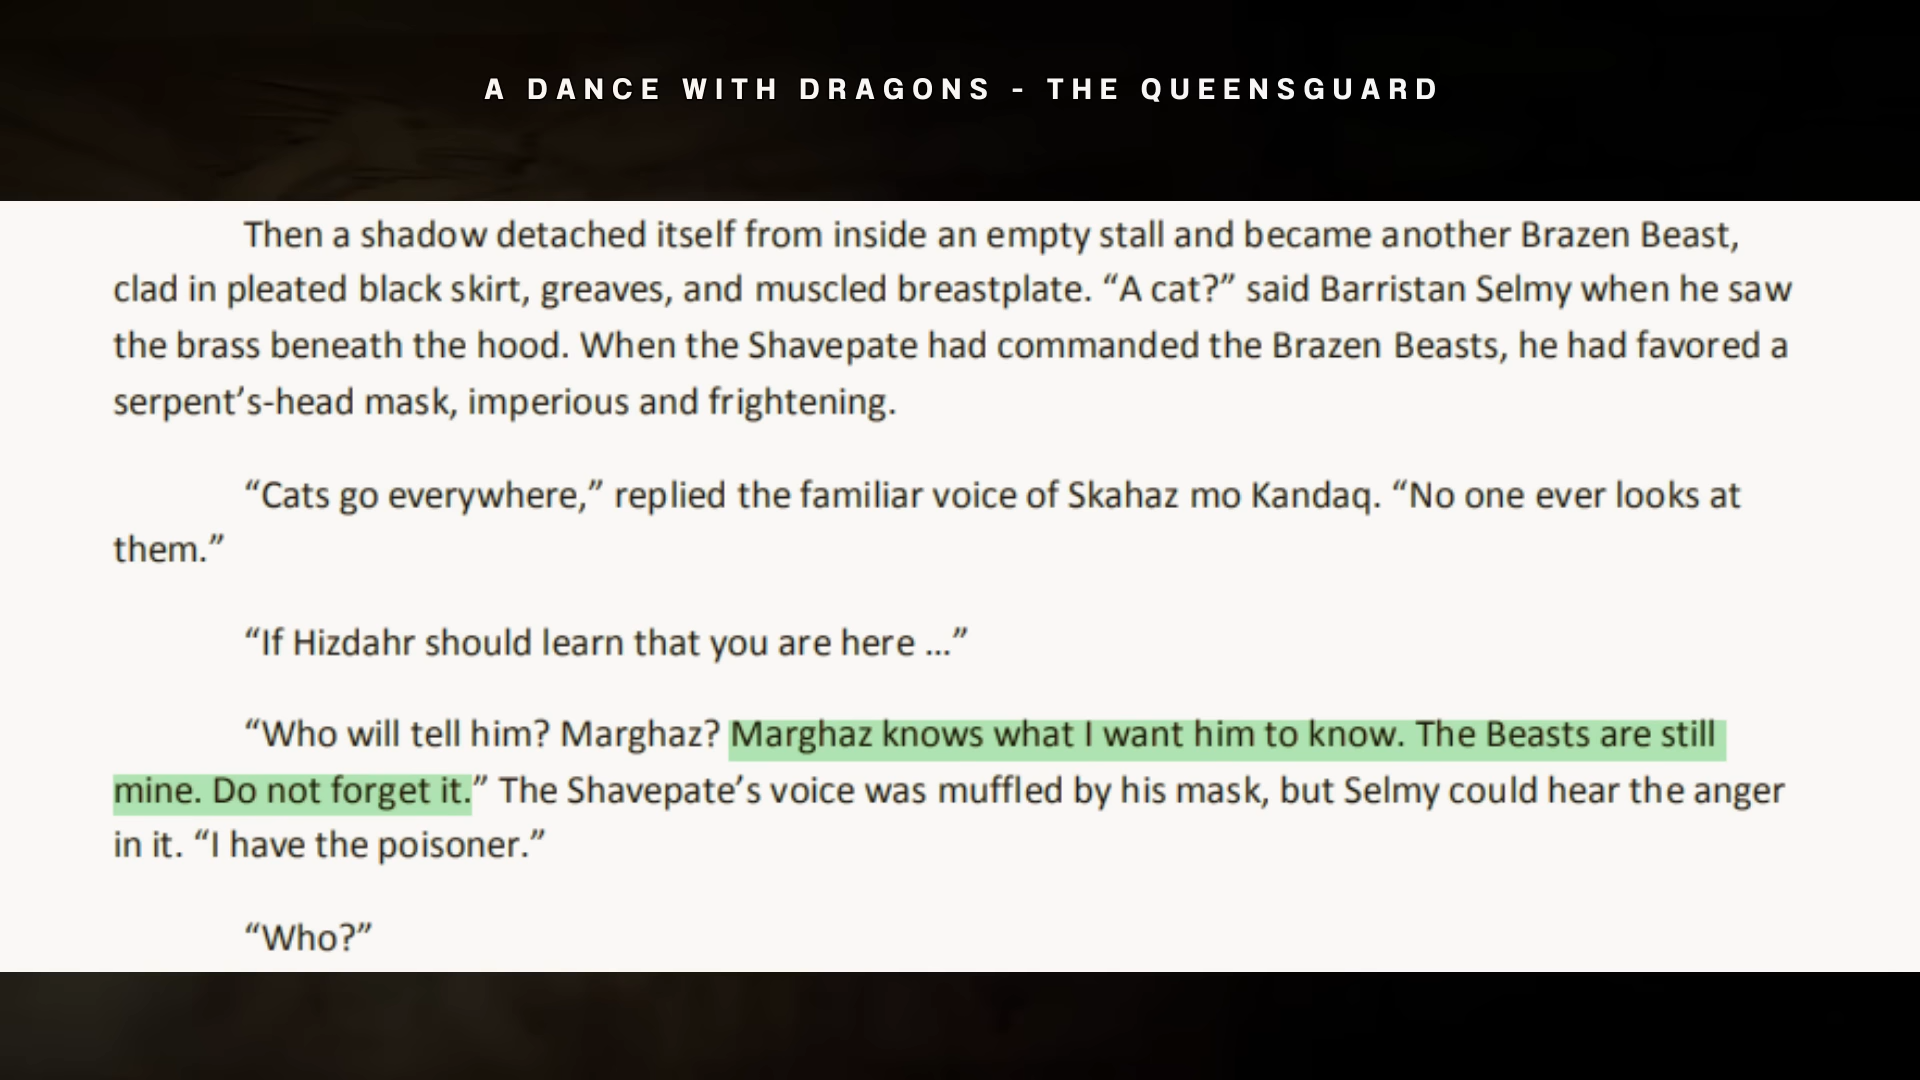 A DANCE WITH DRAGONS - THE QUEENSGUARD
Then a shadow detached itself from inside an empty stall and became another Brazen Beast,
clad in pleated black skirt, greaves, and muscled breastplate. “A cat?” said Barristan Selmy when he saw
the brass beneath the hood. When the Shavepate had commanded the Brazen Beasts, he had favored a
serpent’s-head mask, imperious and frightening.
“Cats go everywhere,” replied the familiar voice of Skahaz mo Kandaq. “No one ever looks at
them.”
“If Hizdahr should learn that you are here ...”
“Who will tell him? Marghaz? Marghaz knows what I want him to know. The Beasts are still
mine. Do not forget it.” The Shavepate’s voice was muffled by his mask, but Selmy could hear the anger
in it. “I have the poisoner.”
“Who?”